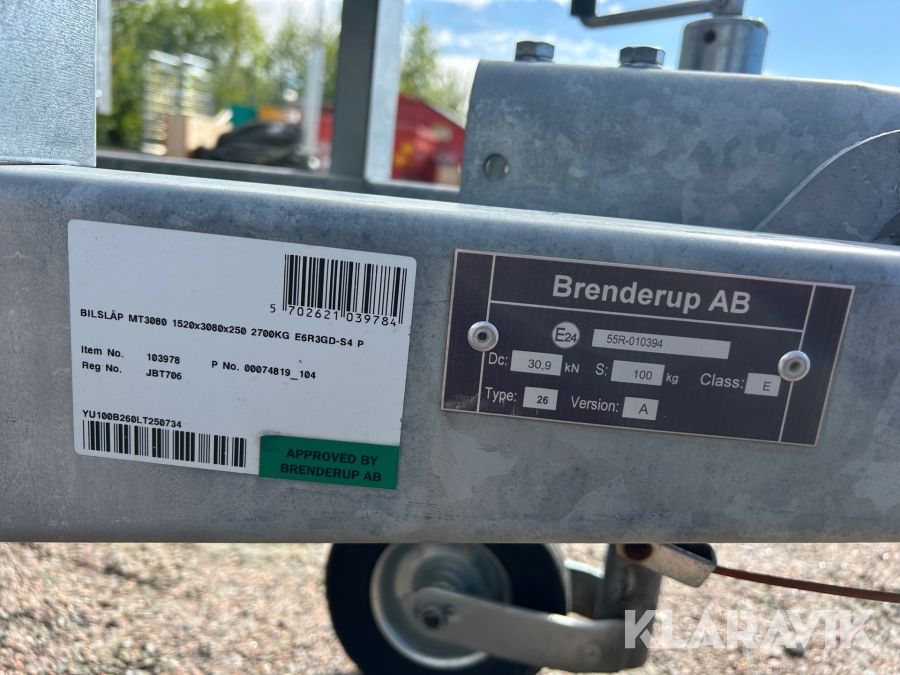 5 702621 039784
BILSLÄP MT3080 1520x3080x250 2700KG E6R3GD-S4 P
Item No. 103978 P No. 00074819_104
Reg No. JBT706
YU100B260LT250734
APPROVED BY
BRENDERUP AB
Brenderup AB
E24 55R-010394
Dc: 30,9 kN S: 100 kg Class: E
Type: 26 Version: A
KLARAVIK